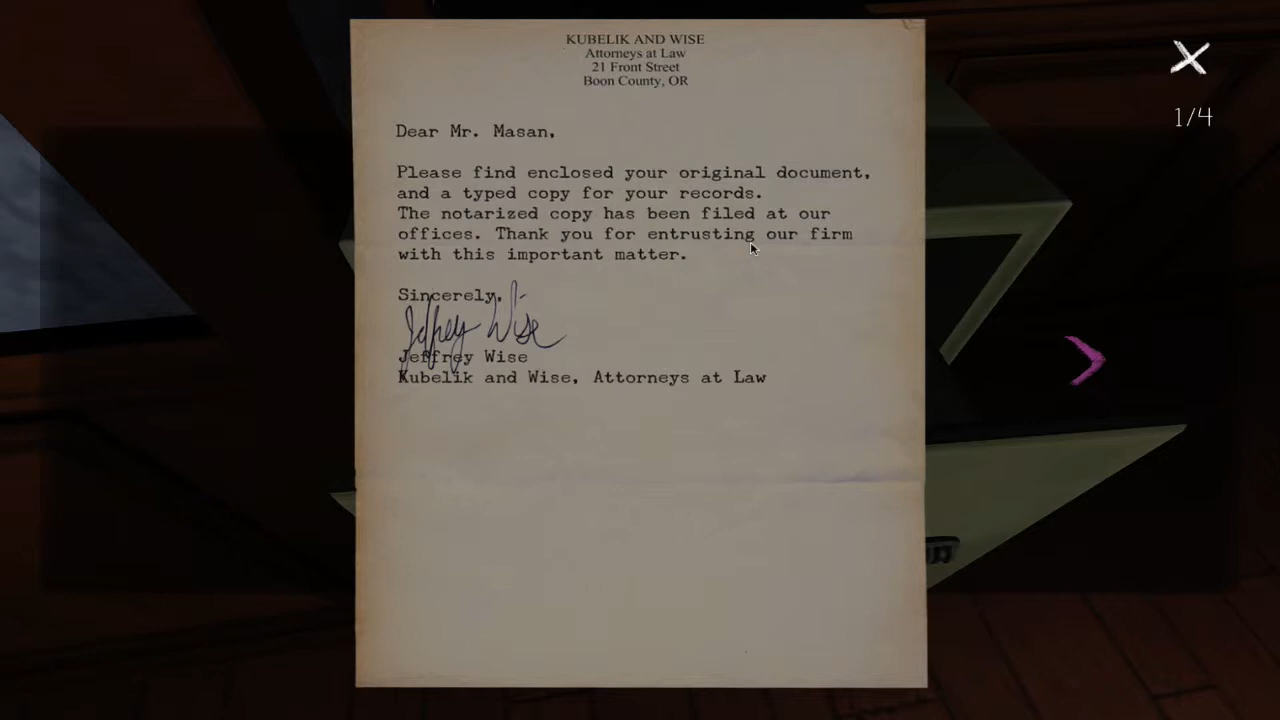 KUBELIK AND WISE
Attorneys at Law
21 Front Street
Boon County, OR
1/4
Dear Mr. Masan,
Please find enclosed your original document,
and a typed copy for your records.
The notarized copy has been filed at our
offices. Thank you for entrusting our firm
with this important matter.
Sincerely,
Jeffrey Wise
Jeffrey Wise
Kubelik and Wise, Attorneys at Law